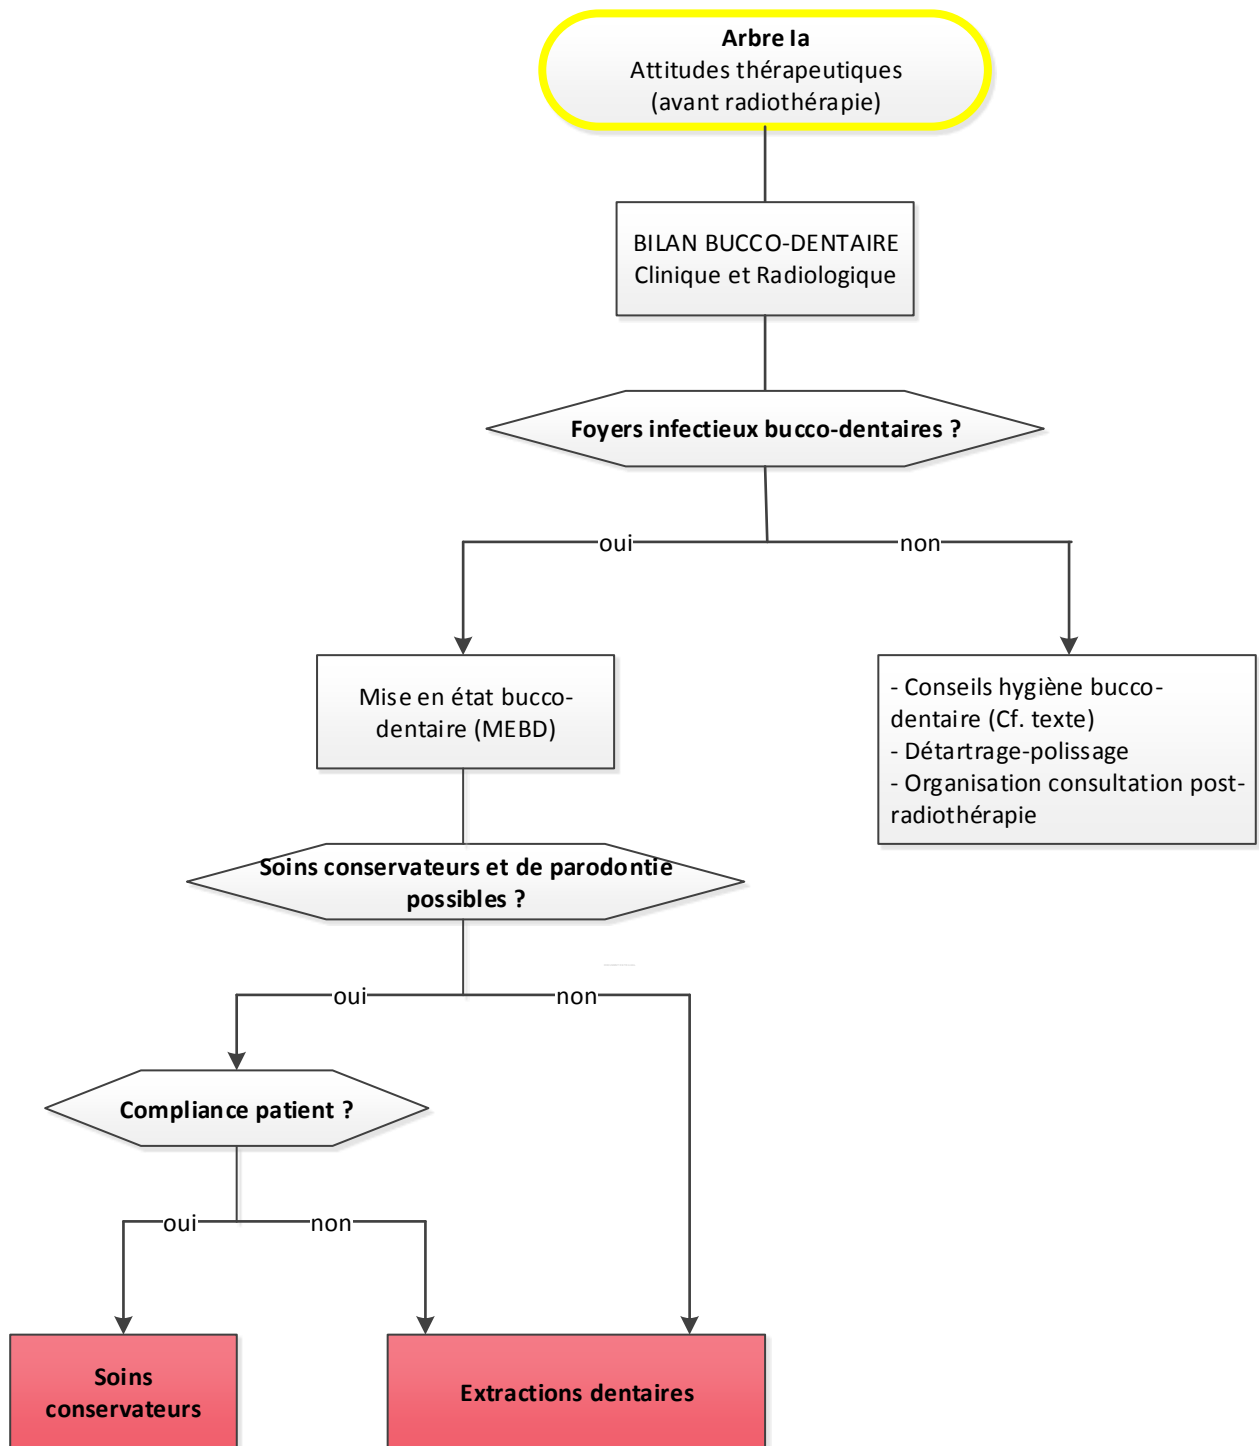 Arbre Ia
Attitudes thérapeutiques
(avant radiothérapie)
BILAN BUCCO-DENTAIRE
Clinique et Radiologique
Foyers infectieux bucco-dentaires ?
oui
non
Mise en état bucco-
dentaire (MEBD)
- Conseils hygiène bucco-
dentaire (Cf. texte)
- Détartrage-polissage
- Organisation consultation post-
radiothérapie
Soins conservateurs et de parodontie
possibles ?
oui
non
Compliance patient ?
oui
non
Soins
conservateurs
Extractions dentaires